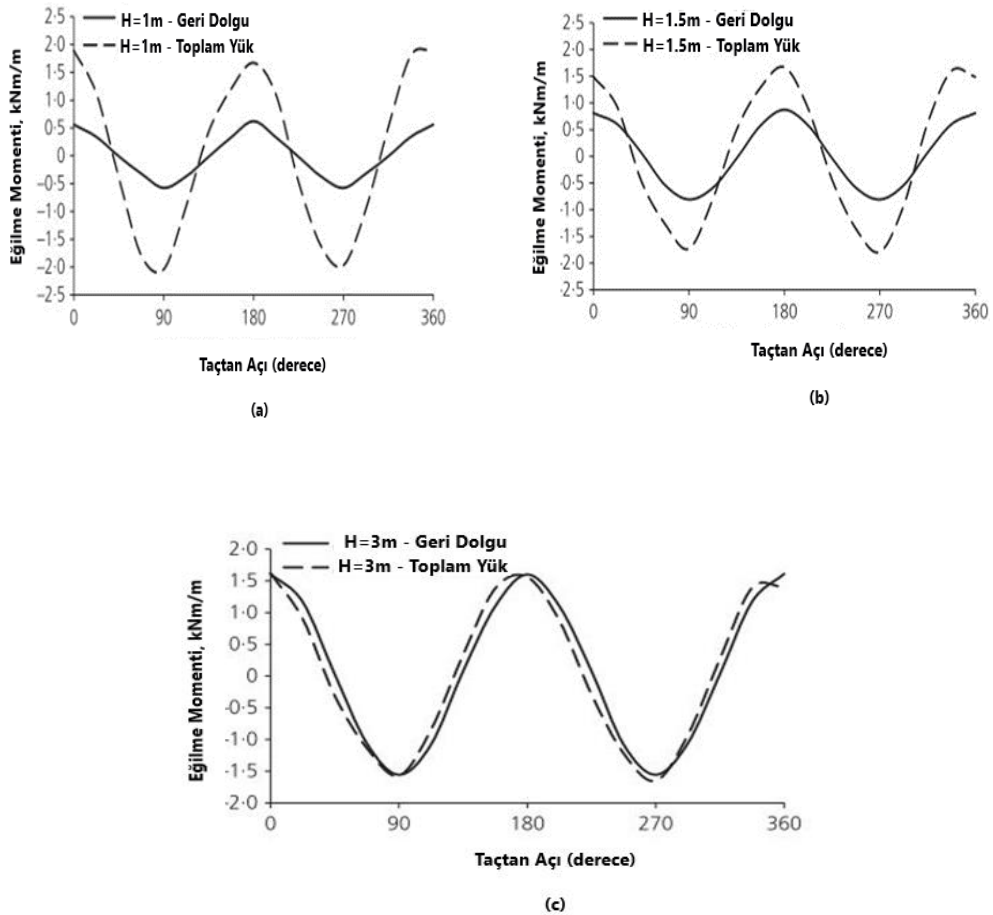 H=1m - Geri Dolgu
H=1m - Toplam Yük
2·5
2·0
1·5
1·0
0·5
0
–0·5
–1·0
–1·5
–2·0
–2·5
Eğilme Momenti, kNm/m
0 90 180 270 360
Taçtan Açı (derece)
(a)
H=1.5m - Geri Dolgu
H=1.5m - Toplam Yük
2·5
2·0
1·5
1·0
0·5
0
-0·5
-1·0
-1·5
-2·0
·2·5
Eğilme Momenti, kNm/m
0 90 180 270 360
Taçtan Açı (derece)
(b)
H=3m - Geri Dolgu
H=3m - Toplam Yük
2·0
1·5
1·0
0·5
0
-0·5
-1·0
-1·5
·2·0
Eğilme Momenti, kNm/m
0 90 180 270 360
Taçtan Açı (derece)
(c)